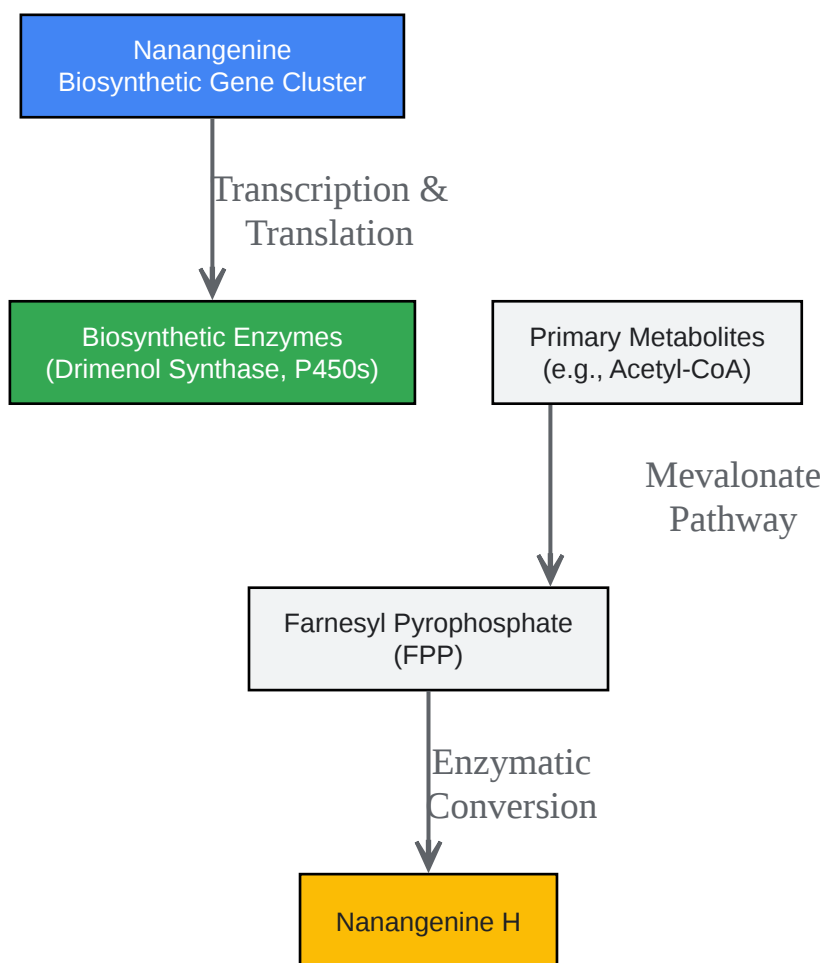 Nanangenine
Biosynthetic Gene Cluster
Transcription &
Translation
Biosynthetic Enzymes
(Drimenol Synthase, P450s)
Primary Metabolites
(e.g., Acetyl-CoA)
Mevalonate
Pathway
Farnesyl Pyrophosphate
(FPP)
Enzymatic
Conversion
Nanangenine H